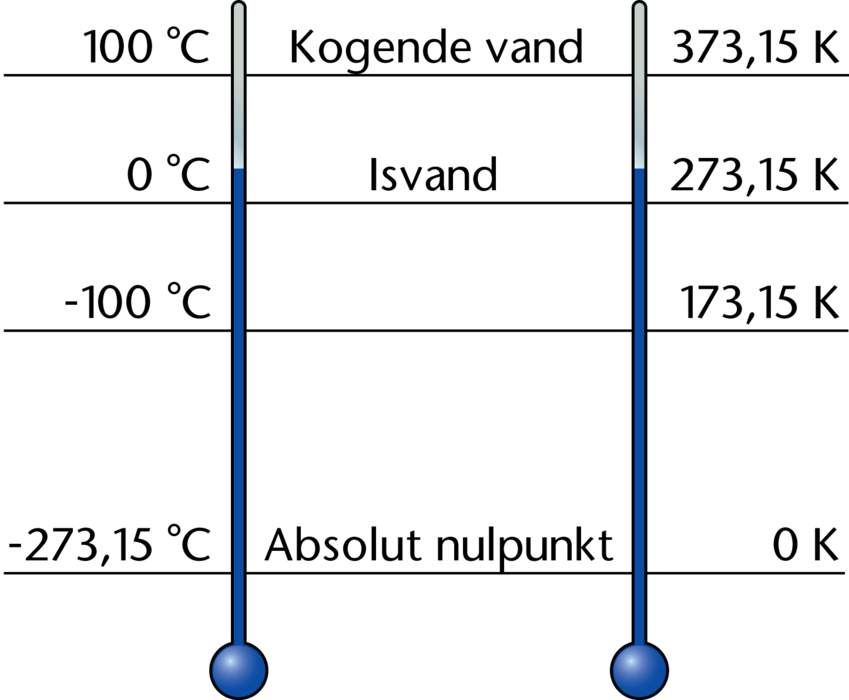 100 °C Kogende vand 373,15 K
0 °C Isvand 273,15 K
-100 °C 173,15 K
-273,15 °C Absolut nulpunkt 0 K